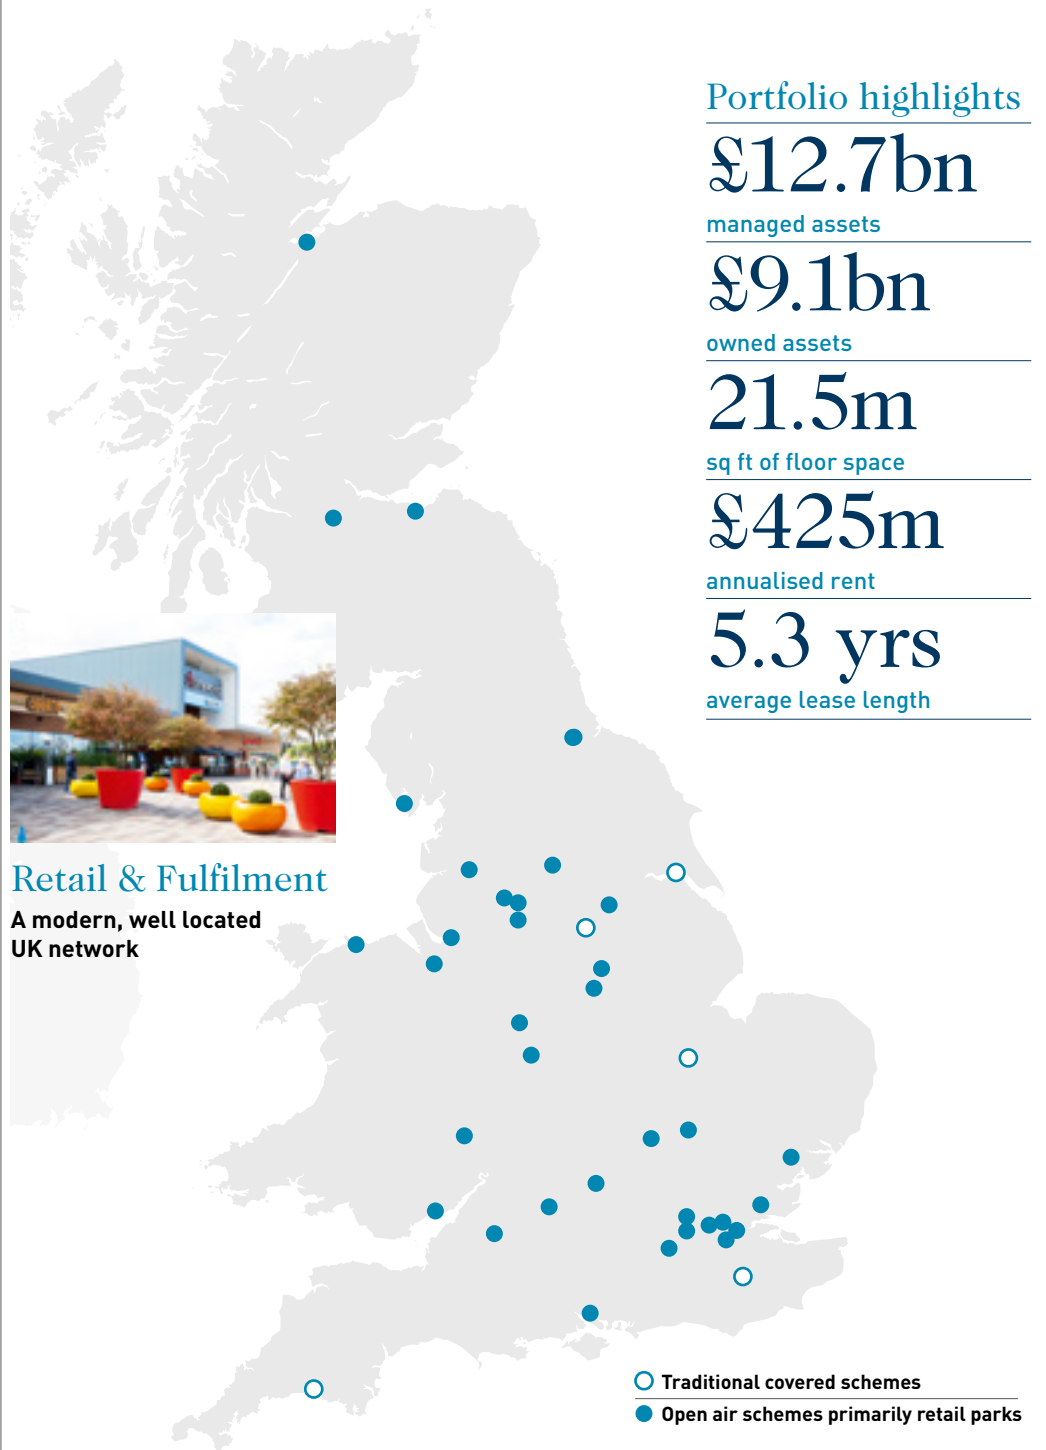 Portfolio highlights
£12.7bn
managed assets
£9.1bn
owned assets
21.5m
sq ft of floor space
£425m
annualised rent
5.3 yrs
average lease length
Retail & Fulfilment
A modern, well located
UK network
Traditional covered schemes
Open air schemes primarily retail parks